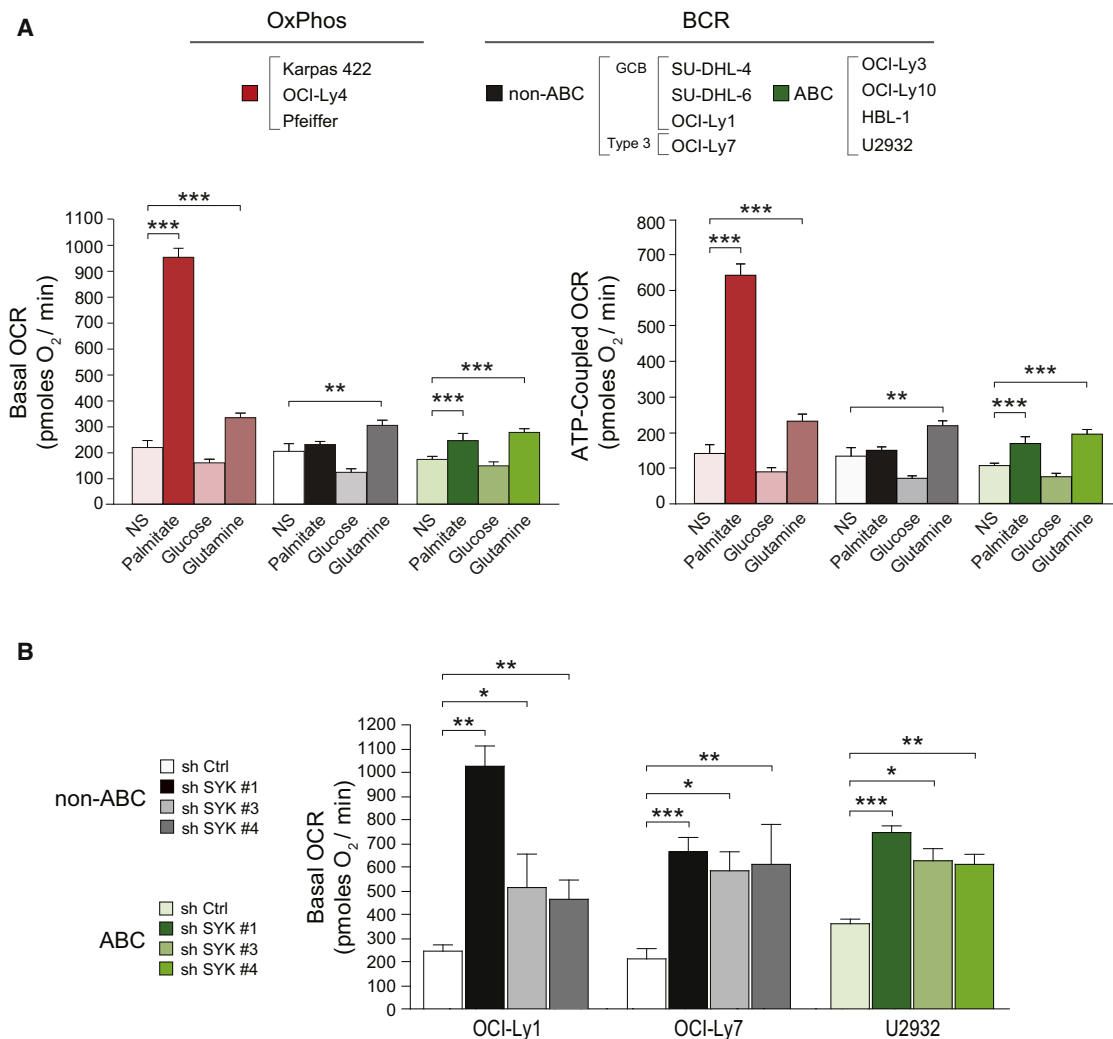 A
OxPhos
BCR
Karpas 422
OCI-Ly4
Pfeiffer
non-ABC
GCB
SU-DHL-4
SU-DHL-6
OCI-Ly1
Type 3
OCI-Ly7
ABC
OCI-Ly3
OCI-Ly10
HBL-1
U2932
Basal OCR
(pmoles O2 / min)
1100
1000
900
800
700
600
500
400
300
200
100
0
***
***
**
***
***
NS
Palmitate
Glucose
Glutamine
NS
Palmitate
Glucose
Glutamine
NS
Palmitate
Glucose
Glutamine
ATP-Coupled OCR
(pmoles O2 / min)
800
700
600
500
400
300
200
100
0
***
***
**
***
***
NS
Palmitate
Glucose
Glutamine
NS
Palmitate
Glucose
Glutamine
NS
Palmitate
Glucose
Glutamine
B
non-ABC
sh Ctrl
sh SYK #1
sh SYK #3
sh SYK #4
ABC
sh Ctrl
sh SYK #1
sh SYK #3
sh SYK #4
Basal OCR
(pmoles O2 / min)
1200
1100
1000
900
800
700
600
500
400
300
200
100
0
**
*
**
**
*
***
**
*
***
OCI-Ly1
OCI-Ly7
U2932